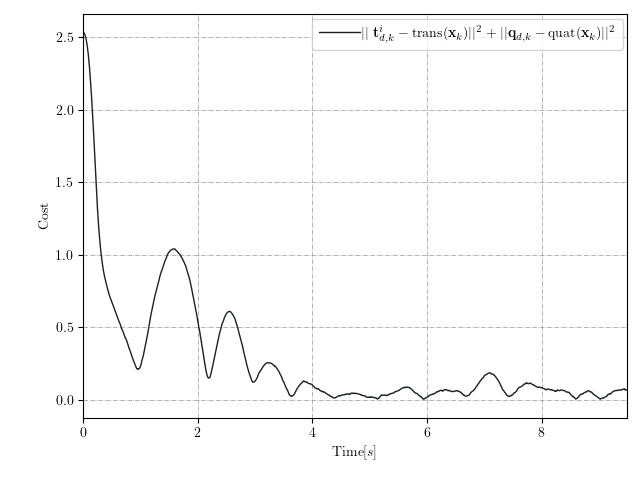 || t^i_{d,k} − trans(x_k)||² + ||q_{d,k} − quat(x_k)||²
2.5
2.0
1.5
1.0
0.5
0.0
Cost
0 2 4 6 8
Time[s]